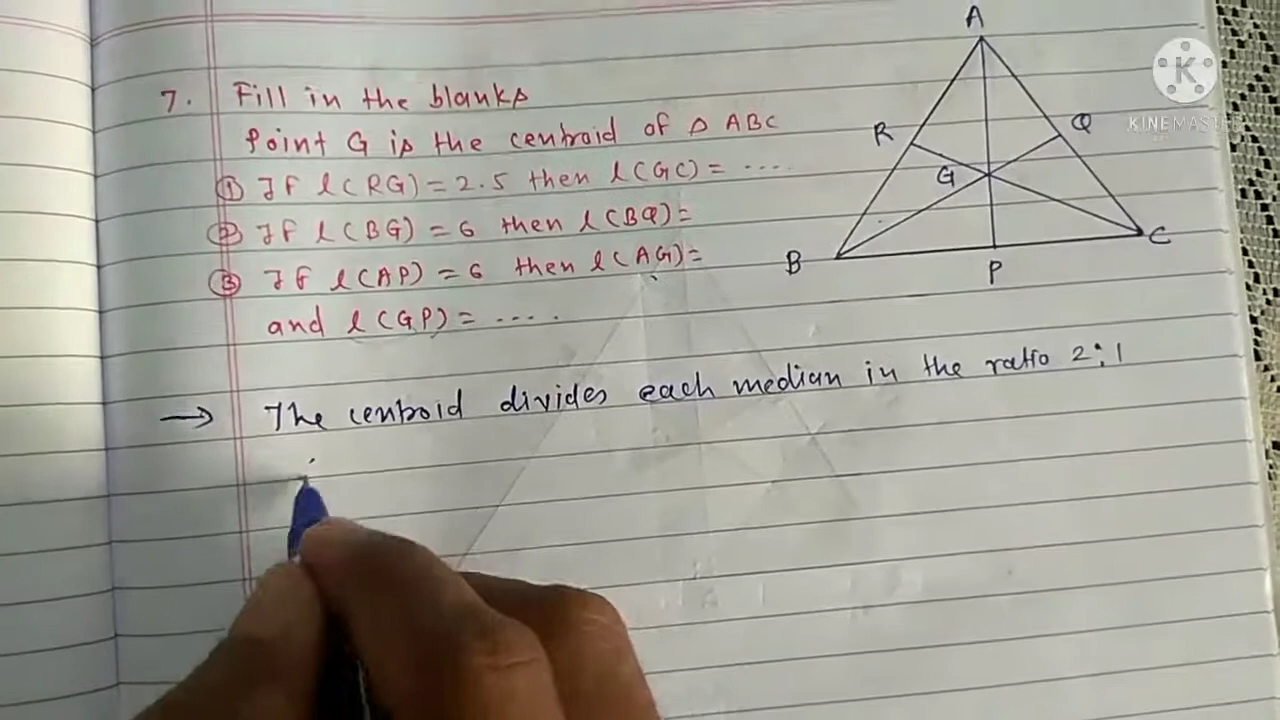 7. Fill in the blanks
Point G is the centroid of Δ ABC
① If l(RG) = 2.5 then l(GC) = ....
② If l(BG) = 6 then l(BQ) =
③ If l(AP) = 6 then l(AG) =
and l(GP) = ....
→ The centroid divides each median in the ratio 2:1
A
R
Q
G
B
C
P
K
KINEMASTER